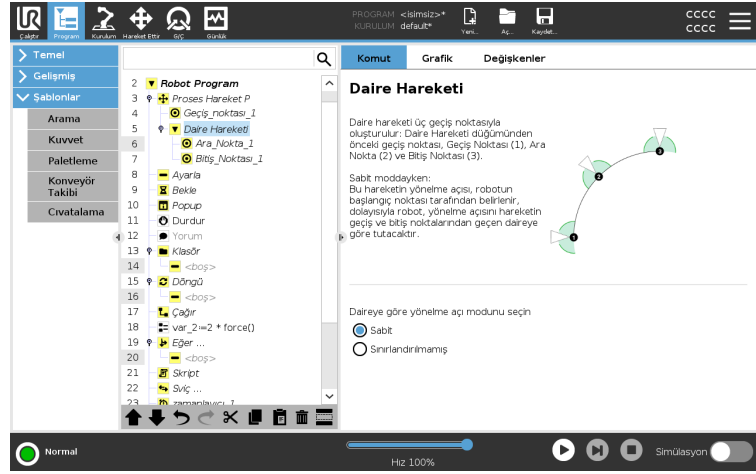 UR
PROGRAM <isimsiz>*
KURULUM default*
Çalıştır Program Kurulum Hareket Ettir G/Ç Günlük
Yeni... Aç... Kaydet...
cccc
cccc
Temel
Gelişmiş
Şablonlar
Arama
Kuvvet
Paletleme
Konveyör
Takibi
Cıvatalama
2 Robot Program
3 Proses Hareket P
4 Geçiş_noktası_1
5 Daire Hareketi
6 Ara_Nokta_1
7 Bitiş_Noktası_1
8 Ayarla
9 Bekle
10 Popup
11 Durdur
12 Yorum
13 Klasör
14 <boş>
15 Döngü
16 <boş>
17 Çağır
18 var_2≔2 * force()
19 Eğer ...
20 <boş>
21 Skript
22 Sviç ...
23 zamanlayıcı_1
Komut Grafik Değişkenler
Daire Hareketi
Daire hareketi üç geçiş noktasıyla
oluşturulur: Daire Hareketi düğümünden
önceki geçiş noktası, Geçiş Noktası (1), Ara
Nokta (2) ve Bitiş Noktası (3).
Sabit moddayken:
Bu hareketin yönelme açısı, robotun
başlangıç noktası tarafından belirlenir,
dolayısıyla robot, yönelme açısını hareketin
geçiş ve bitiş noktalarından geçen daireye
göre tutacaktır.
1
2
3
Daireye göre yönelme açı modunu seçin
Sabit
Sınırlandırılmamış
Normal
Hız 100%
Simülasyon